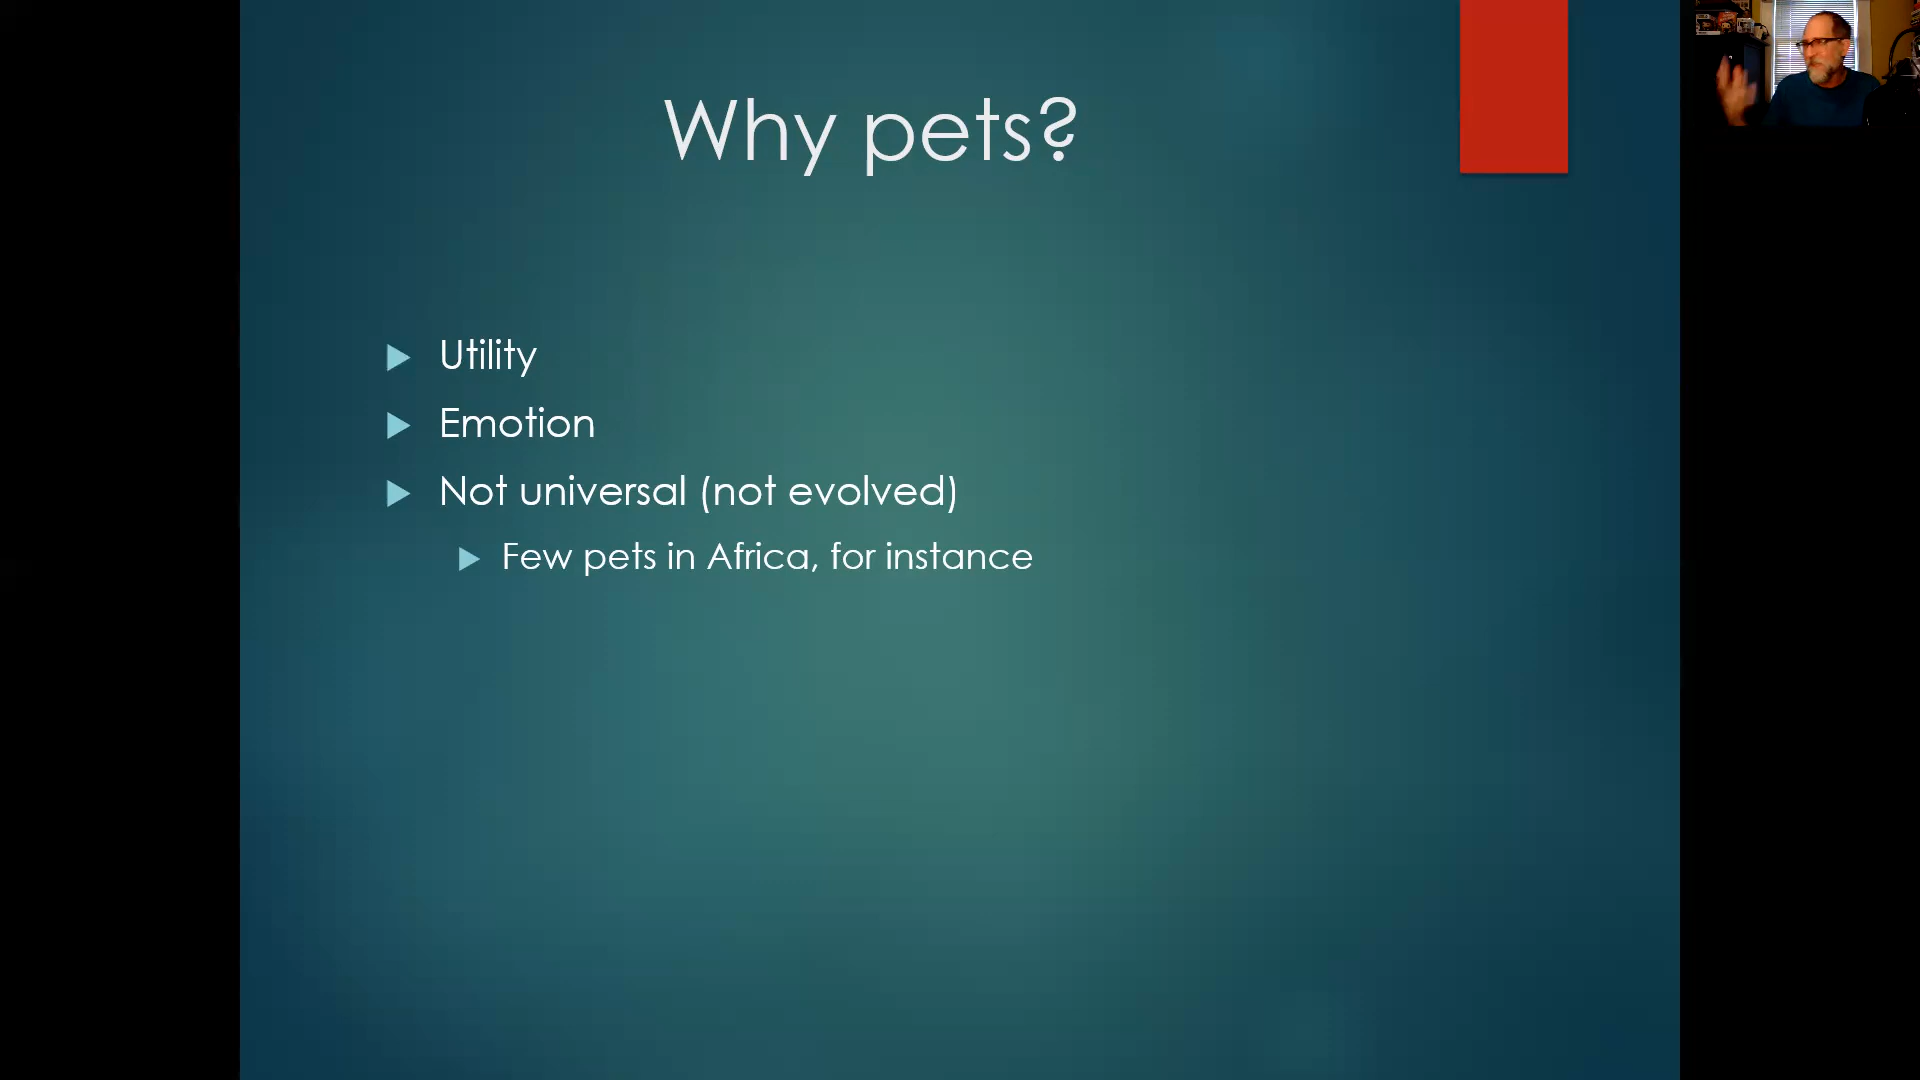 Why pets?
Utility
Emotion
Not universal (not evolved)
Few pets in Africa, for instance